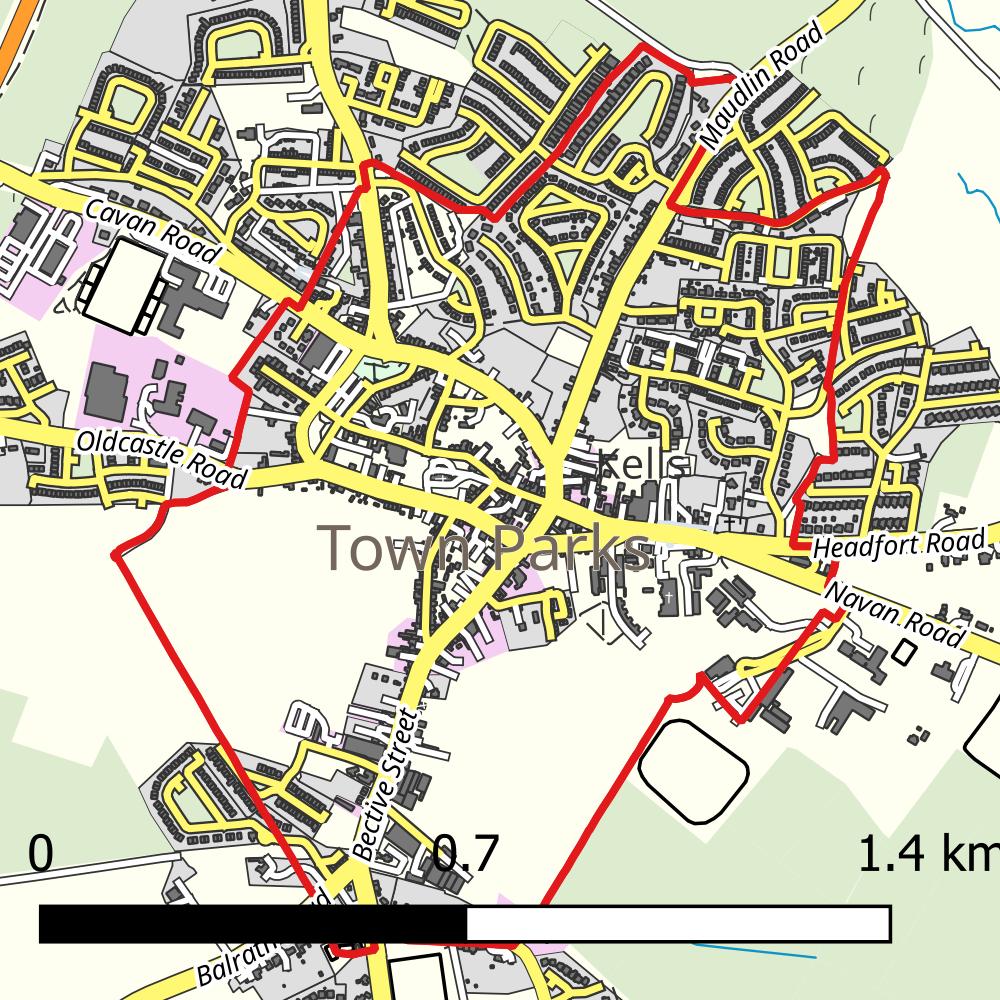 Maudlin Road
Cavan Road
Oldcastle Road
Kells
Town Parks
Headfort Road
Navan Road
Bective Street
0
0.7
1.4 km
Balrath
d